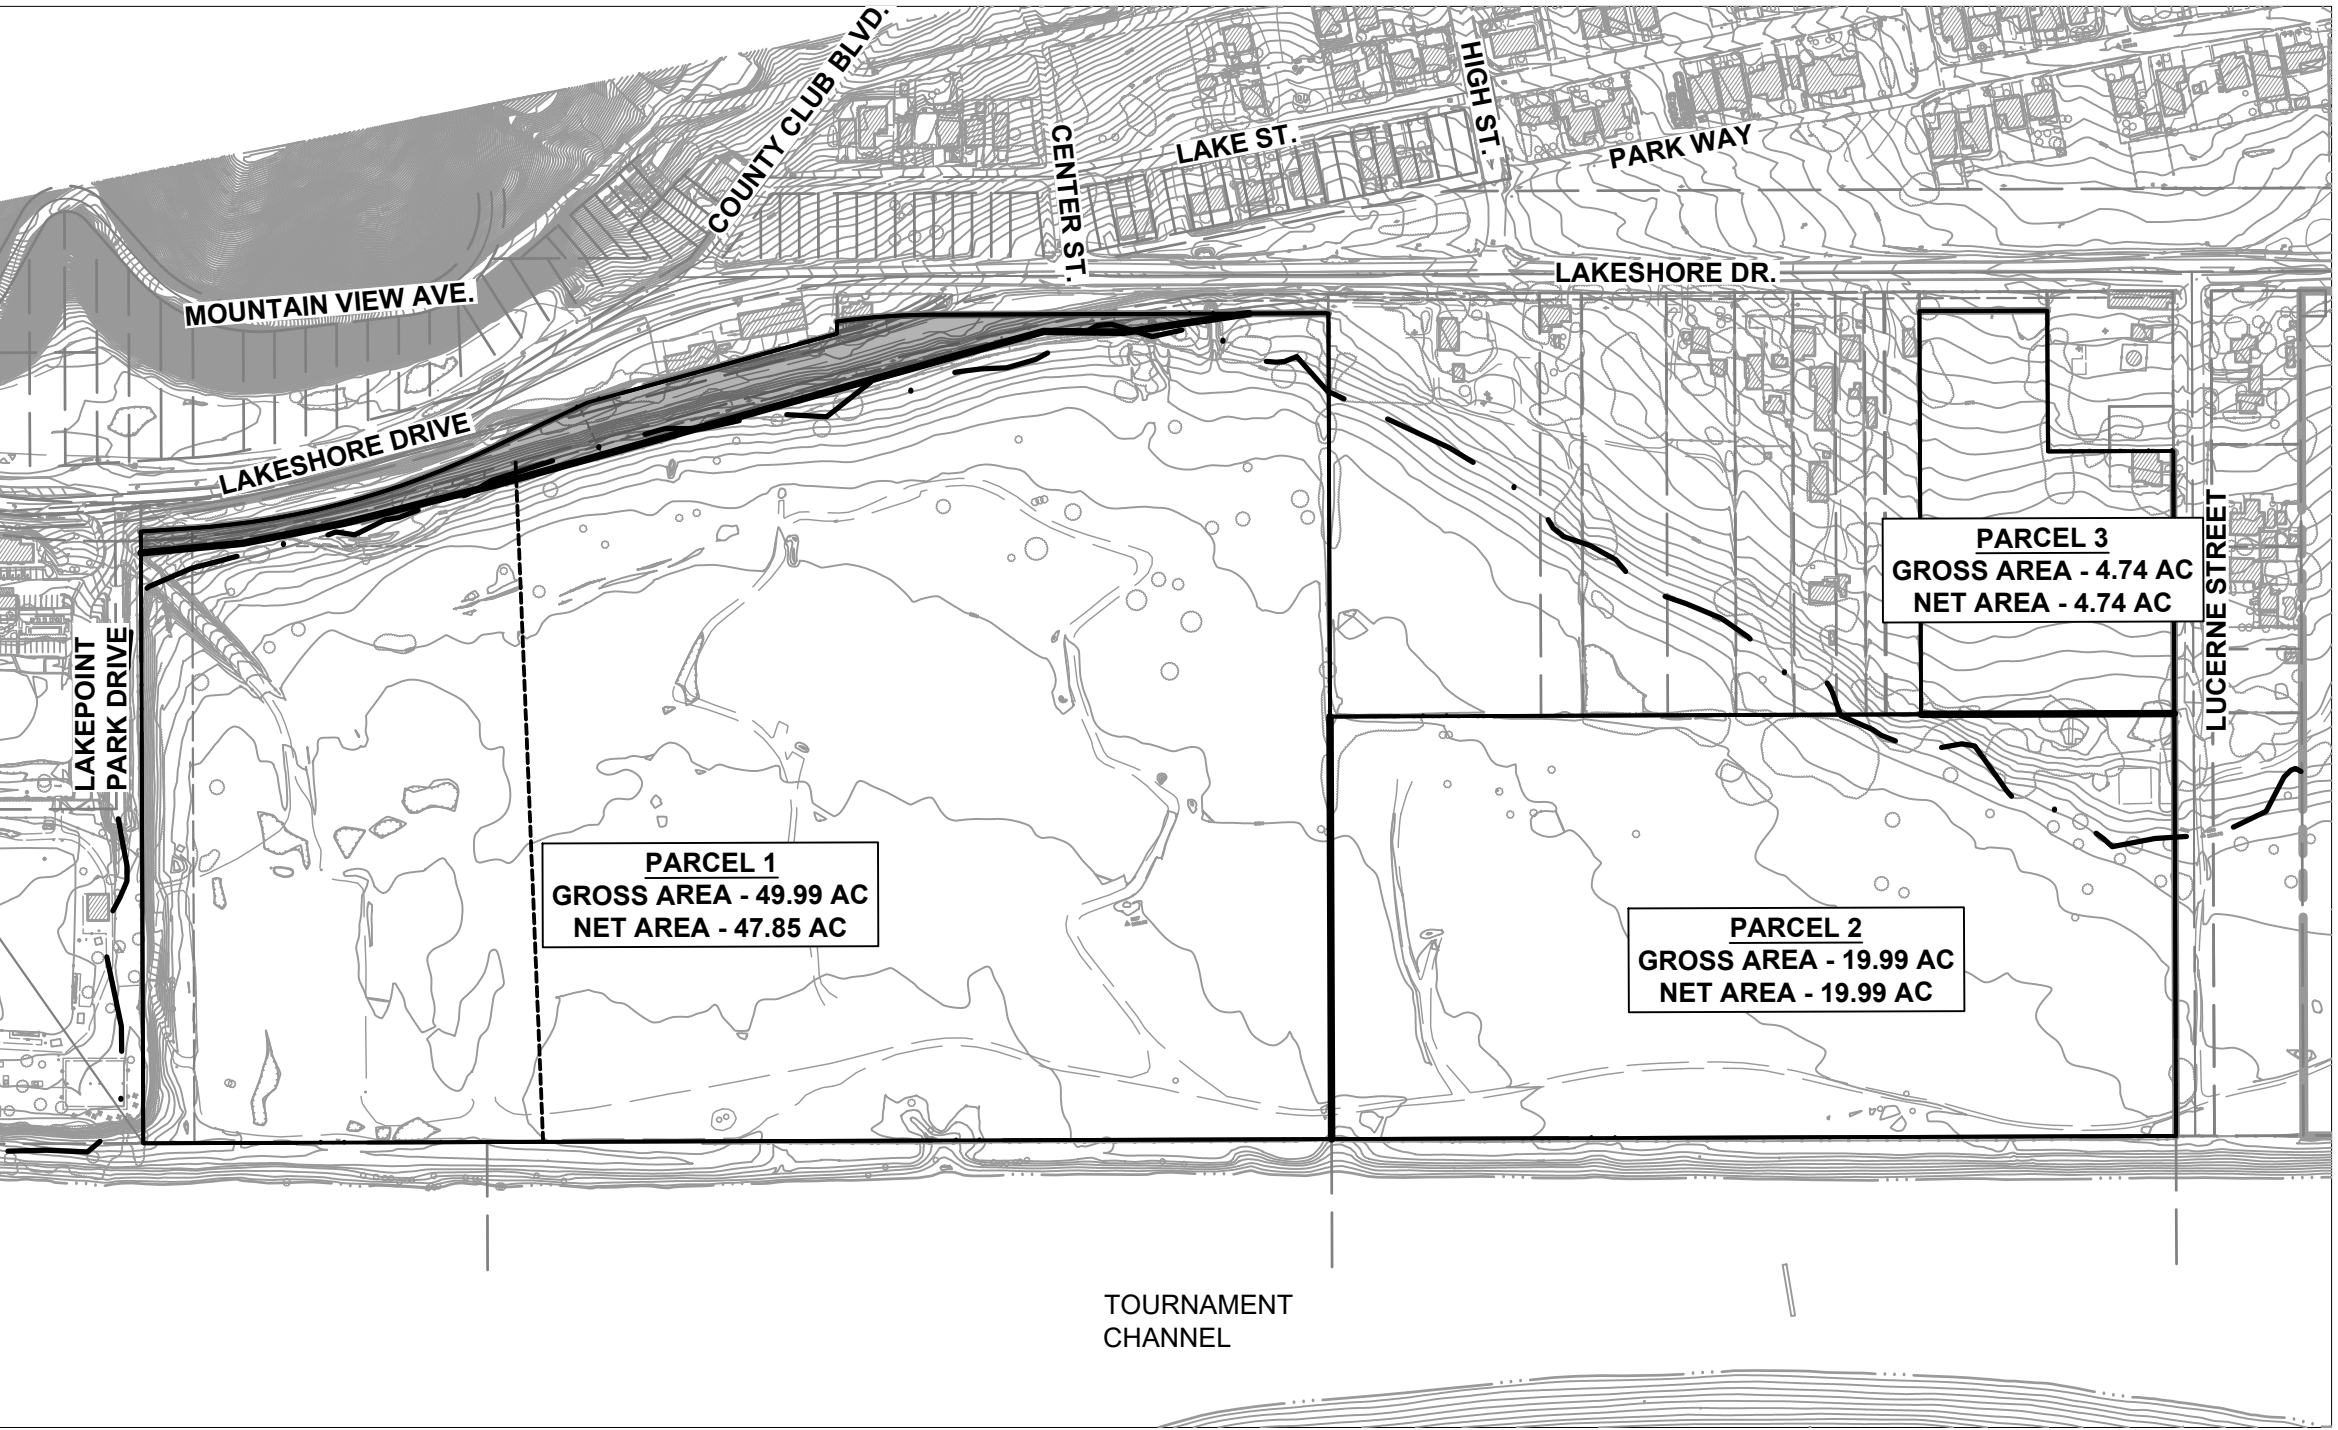 COUNTY CLUB BLVD.
HIGH ST.
CENTER ST.
LAKE ST.
PARK WAY
LAKESHORE DR.
MOUNTAIN VIEW AVE.
LAKESHORE DRIVE
PARCEL 3
GROSS AREA - 4.74 AC
NET AREA - 4.74 AC
LUCERNE STREET
LAKEPOINT
PARK DRIVE
PARCEL 1
GROSS AREA - 49.99 AC
NET AREA - 47.85 AC
PARCEL 2
GROSS AREA - 19.99 AC
NET AREA - 19.99 AC
TOURNAMENT
CHANNEL